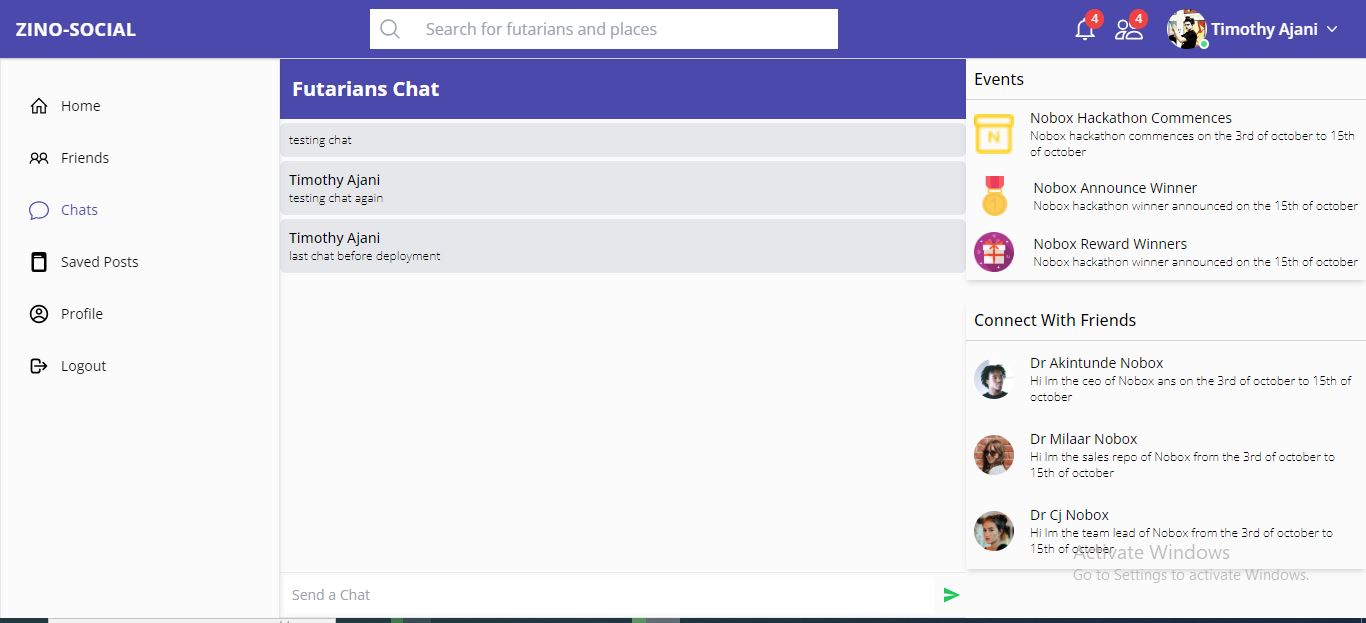 ZINO-SOCIAL
Search for futarians and places
4
4
Timothy Ajani
Home
Friends
Chats
Saved Posts
Profile
Logout
Futarians Chat
testing chat
Timothy Ajani
testing chat again
Timothy Ajani
last chat before deployment
Send a Chat
Events
N
Nobox Hackathon Commences
Nobox hackathon commences on the 3rd of october to 15th
of october
1
Nobox Announce Winner
Nobox hackathon winner announced on the 15th of october
Nobox Reward Winners
Nobox hackathon winner announced on the 15th of october
Connect With Friends
Dr Akintunde Nobox
Hi Im the ceo of Nobox ans on the 3rd of october to 15th of
october
Dr Milaar Nobox
Hi Im the sales repo of Nobox from the 3rd of october to
15th of october
Dr Cj Nobox
Hi Im the team lead of Nobox from the 3rd of october to
15th of october
Activate Windows
Go to Settings to activate Windows.